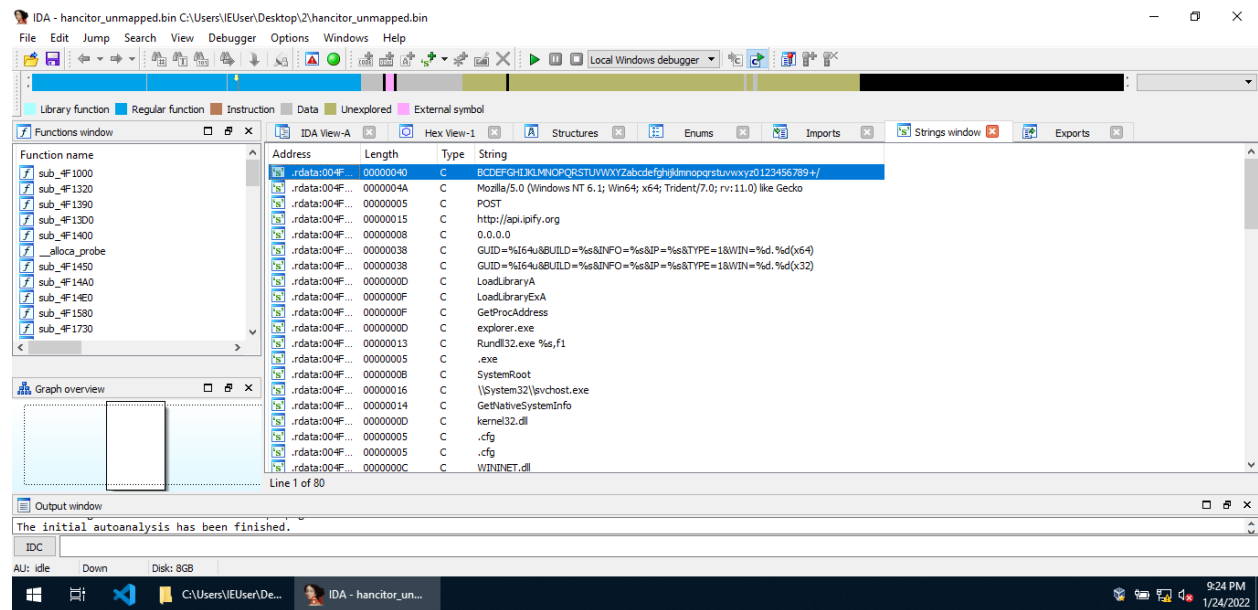 IDA - hancitor_unmapped.bin C:\Users\IEUser\Desktop\2\hancitor_unmapped.bin
File Edit Jump Search View Debugger Options Windows Help
Local Windows debugger
Library function Regular function Instruction Data Unexplored External symbol
Functions window
Function name
sub_4F1000
sub_4F1320
sub_4F1390
sub_4F13D0
sub_4F1400
__alloca_probe
sub_4F1450
sub_4F14A0
sub_4F14E0
sub_4F1580
sub_4F1730
Graph overview
IDA View-A Hex View-1 Structures Enums Imports Strings window Exports
Address Length Type String
.rdata:004F... 00000040 C BCDEFGHIJKLMNOPQRSTUVWXYZabcdefghijklmnopqrstuvwxyz0123456789+/
.rdata:004F... 0000004A C Mozilla/5.0 (Windows NT 6.1; Win64; x64; Trident/7.0; rv:11.0) like Gecko
.rdata:004F... 00000005 C POST
.rdata:004F... 00000015 C http://api.ipify.org
.rdata:004F... 00000008 C 0.0.0.0
.rdata:004F... 00000038 C GUID=%I64u&BUILD=%s&INFO=%s&IP=%s&TYPE=1&WIN=%d.%d(x64)
.rdata:004F... 00000038 C GUID=%I64u&BUILD=%s&INFO=%s&IP=%s&TYPE=1&WIN=%d.%d(x32)
.rdata:004F... 0000000D C LoadLibraryA
.rdata:004F... 0000000F C LoadLibraryExA
.rdata:004F... 0000000F C GetProcAddress
.rdata:004F... 0000000D C explorer.exe
.rdata:004F... 00000013 C Rundll32.exe %s,f1
.rdata:004F... 00000005 C .exe
.rdata:004F... 0000000B C SystemRoot
.rdata:004F... 00000016 C \\System32\\svchost.exe
.rdata:004F... 00000014 C GetNativeSystemInfo
.rdata:004F... 0000000D C kernel32.dll
.rdata:004F... 00000005 C .cfg
.rdata:004F... 00000005 C .cfg
.rdata:004F... 0000000C C WININET.dll
Line 1 of 80
Output window
The initial autoanalysis has been finished.
IDC
AU: idle Down Disk: 8GB
C:\Users\IEUser\De... IDA - hancitor_un...
9:24 PM
1/24/2022